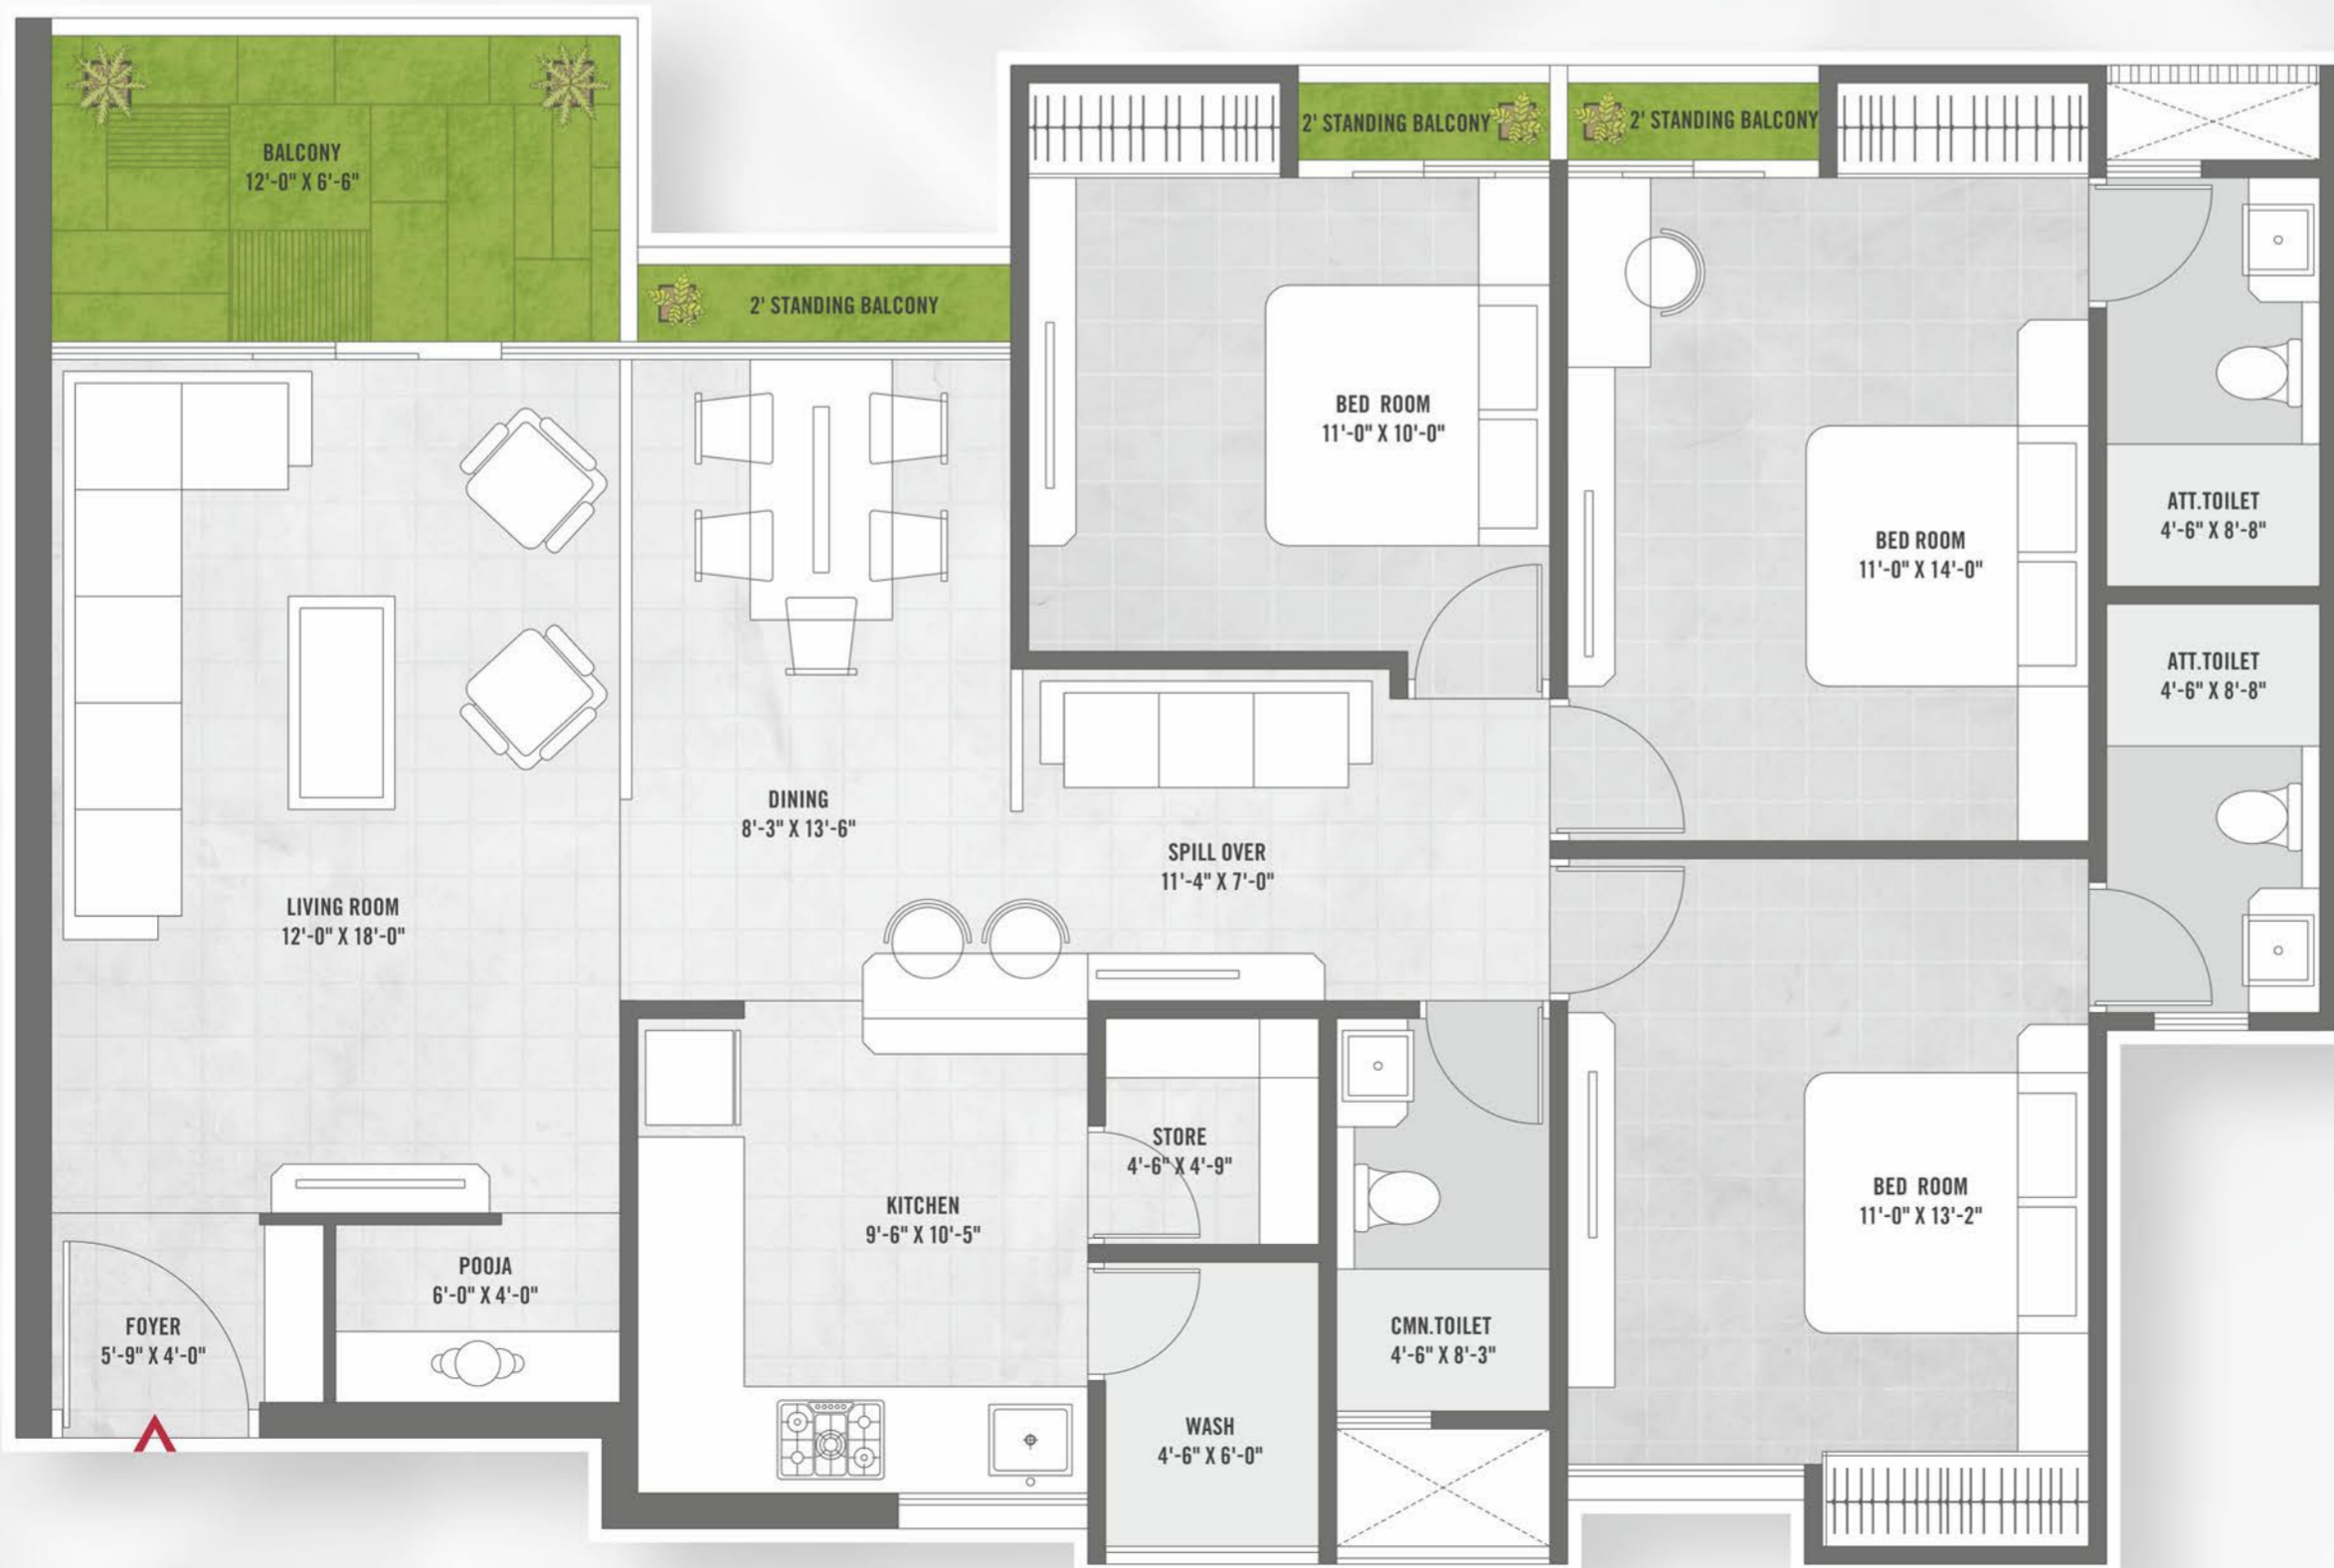 BALCONY
12'-0" X 6'-6"
2' STANDING BALCONY
2' STANDING BALCONY
2' STANDING BALCONY
BED ROOM
11'-0" X 10'-0"
BED ROOM
11'-0" X 14'-0"
ATT.TOILET
4'-6" X 8'-8"
ATT.TOILET
4'-6" X 8'-8"
DINING
8'-3" X 13'-6"
SPILL OVER
11'-4" X 7'-0"
LIVING ROOM
12'-0" X 18'-0"
STORE
4'-6" X 4'-9"
KITCHEN
9'-6" X 10'-5"
BED ROOM
11'-0" X 13'-2"
POOJA
6'-0" X 4'-0"
FOYER
5'-9" X 4'-0"
CMN.TOILET
4'-6" X 8'-3"
WASH
4'-6" X 6'-0"